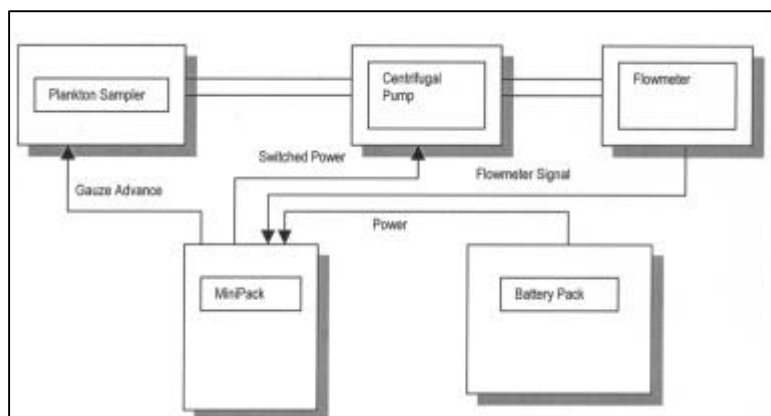 Plankton Sampler
Centrifugal
Pump
Flowmeter
Switched Power
Flowmeter Signal
Gauze Advance
Power
MiniPack
Battery Pack